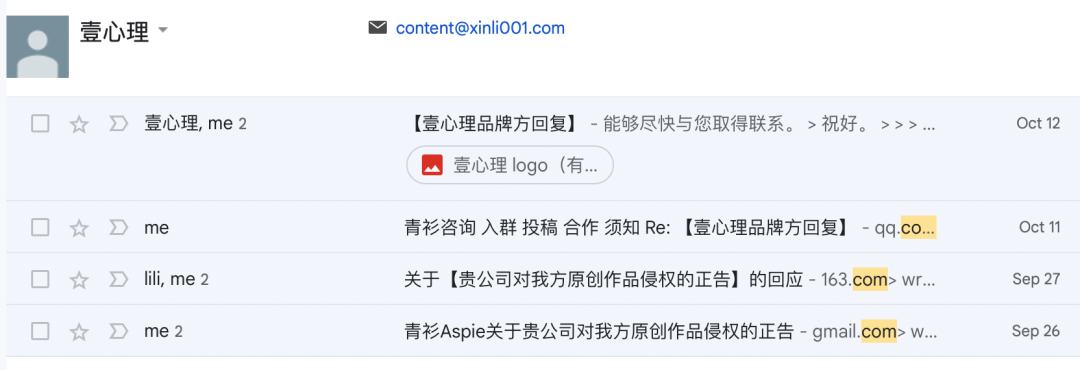 壹心理 content@xinli001.com
壹心理, me 2 【壹心理品牌方回复】 - 能够尽快与您取得联系。 > 祝好。 > > > ... Oct 12
壹心理 logo（有...
me 青衫咨询 入群 投稿 合作 须知 Re: 【壹心理品牌方回复】 - qq.co... Oct 11
lili, me 2 关于【贵公司对我方原创作品侵权的正告】的回应 - 163.com> wr... Sep 27
me 2 青衫Aspie关于贵公司对我方原创作品侵权的正告 - gmail.com> w... Sep 26